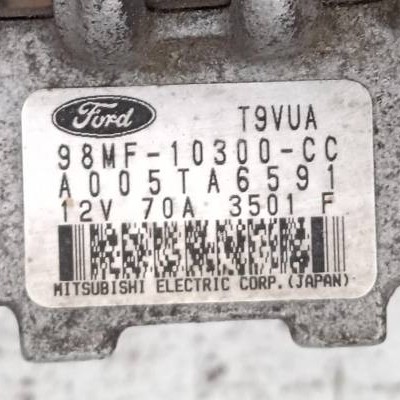 Ford T9VUA
98MF-10300-CC
A005TA6591
12V 70A 3501 F
MITSUBISHI ELECTRIC CORP. (JAPAN)